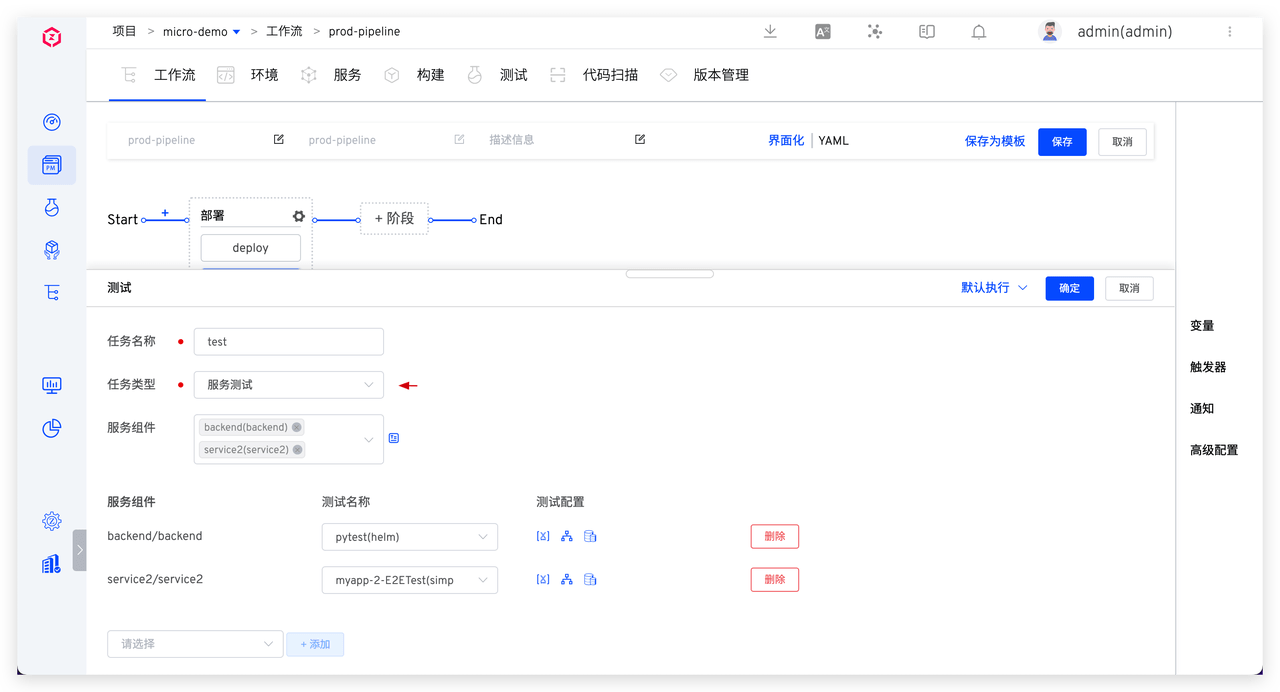 项目 > micro-demo > 工作流 > prod-pipeline
admin(admin)
工作流 环境 服务 构建 测试 代码扫描 版本管理
prod-pipeline prod-pipeline 描述信息 界面化 | YAML 保存为模板 保存 取消
Start + 部署 + 阶段 End
deploy
测试 默认执行 确定 取消
任务名称 test
任务类型 服务测试
服务组件 backend(backend)
service2(service2)
服务组件 测试名称 测试配置
backend/backend pytest(helm) 删除
service2/service2 myapp-2-E2ETest(simp 删除
请选择 + 添加
变量
触发器
通知
高级配置